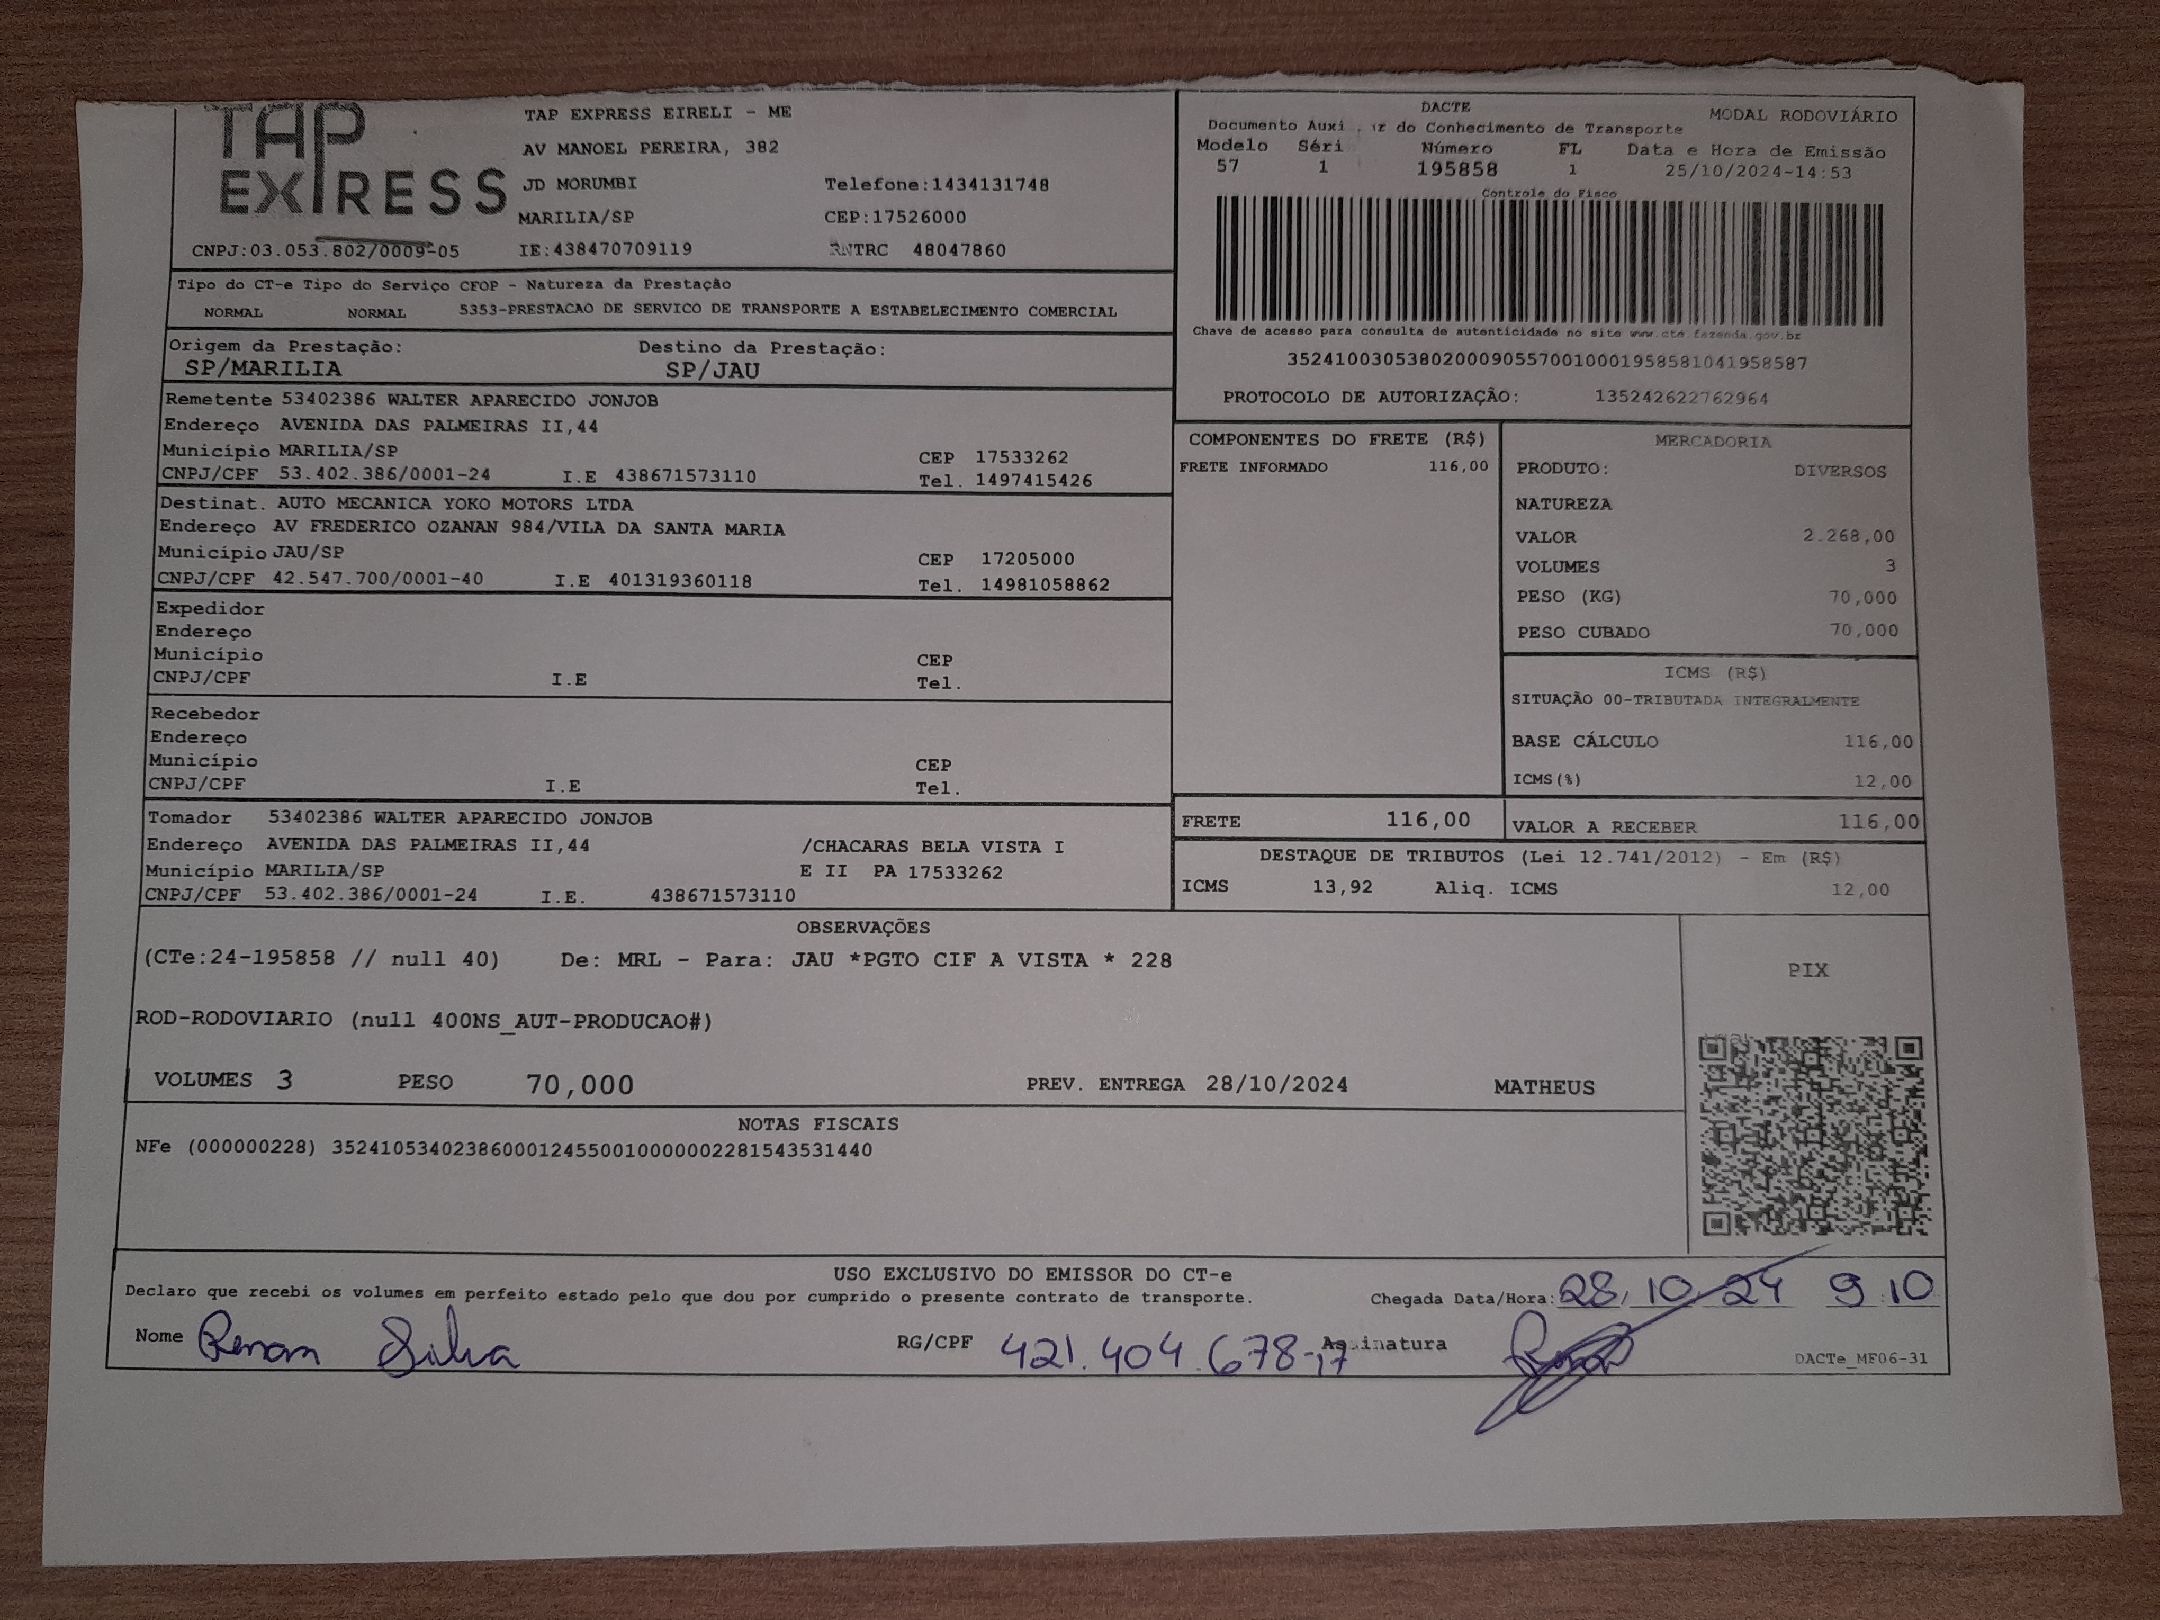 TAP EXPRESS
TAP EXPRESS EIRELI - ME
AV MANOEL PEREIRA, 382
JD MORUMBI Telefone:1434131748
MARILIA/SP CEP:17526000
CNPJ:03.053.802/0009-05 IE:438470709119 RNTRC 48047860
DACTE MODAL RODOVIÁRIO
Documento Auxi r do Conhecimento de Transporte
Modelo Séri Número FL Data e Hora de Emissão
57 1 195858 1 25/10/2024-14:53
Controle do Fisco
Chave de acesso para consulta de autenticidade no site www.cte.fazenda.gov.br
35241003053802000905570010001958581041958587
PROTOCOLO DE AUTORIZAÇÃO: 135242622762964
Tipo do CT-e Tipo do Serviço CFOP - Natureza da Prestação
NORMAL NORMAL 5353-PRESTACAO DE SERVICO DE TRANSPORTE A ESTABELECIMENTO COMERCIAL
Origem da Prestação: Destino da Prestação:
SP/MARILIA SP/JAU
Remetente 53402386 WALTER APARECIDO JONJOB
Endereço AVENIDA DAS PALMEIRAS II,44
Município MARILIA/SP CEP 17533262
CNPJ/CPF 53.402.386/0001-24 I.E 438671573110 Tel. 1497415426
Destinat. AUTO MECANICA YOKO MOTORS LTDA
Endereço AV FREDERICO OZANAN 984/VILA DA SANTA MARIA
Município JAU/SP CEP 17205000
CNPJ/CPF 42.547.700/0001-40 I.E 401319360118 Tel. 14981058862
Expedidor
Endereço
Município CEP
CNPJ/CPF I.E Tel.
Recebedor
Endereço
Município CEP
CNPJ/CPF I.E Tel.
Tomador 53402386 WALTER APARECIDO JONJOB
Endereço AVENIDA DAS PALMEIRAS II,44 /CHACARAS BELA VISTA I
Município MARILIA/SP E II PA 17533262
CNPJ/CPF 53.402.386/0001-24 I.E. 438671573110
COMPONENTES DO FRETE (R$)
FRETE INFORMADO 116,00
MERCADORIA
PRODUTO: DIVERSOS
NATUREZA
VALOR 2.268,00
VOLUMES 3
PESO (KG) 70,000
PESO CUBADO 70,000
ICMS (R$)
SITUAÇÃO 00-TRIBUTADA INTEGRALMENTE
BASE CÁLCULO 116,00
ICMS(%) 12,00
FRETE 116,00 VALOR A RECEBER 116,00
DESTAQUE DE TRIBUTOS (Lei 12.741/2012) - Em (R$)
ICMS 13,92 Aliq. ICMS 12,00
OBSERVAÇÕES
(CTe:24-195858 // null 40) De: MRL - Para: JAU *PGTO CIF A VISTA * 228
PIX
ROD-RODOVIARIO (null 400NS_AUT-PRODUCAO#)
VOLUMES 3 PESO 70,000 PREV. ENTREGA 28/10/2024 MATHEUS
NOTAS FISCAIS
NFe (000000228) 35241053402386000124550010000002281543531440
USO EXCLUSIVO DO EMISSOR DO CT-e
Declaro que recebi os volumes em perfeito estado pelo que dou por cumprido o presente contrato de transporte. Chegada Data/Hora: 28/10/24 9:10
Nome Renan Silva RG/CPF 421.404.678-17 Assinatura
DACTe_MF06-31